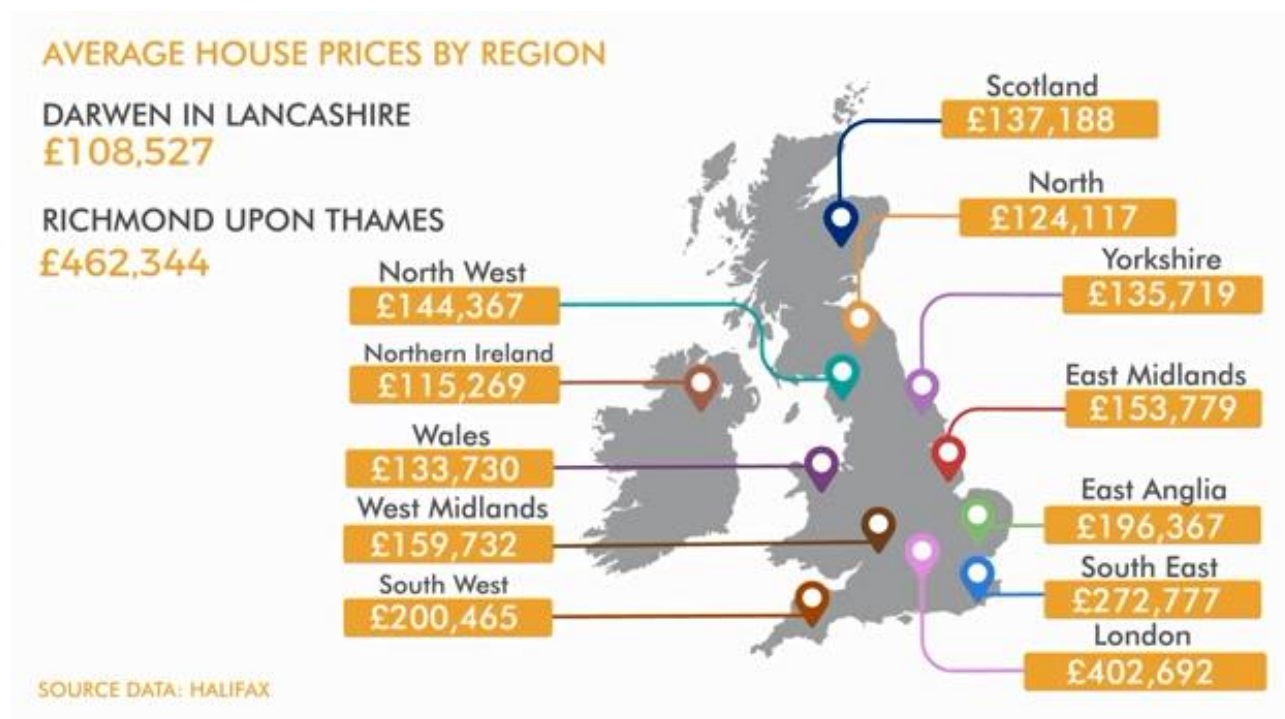 AVERAGE HOUSE PRICES BY REGION
DARWEN IN LANCASHIRE
£108,527
RICHMOND UPON THAMES
£462,344
North West
£144,367
Northern Ireland
£115,269
Wales
£133,730
West Midlands
£159,732
South West
£200,465
Scotland
£137,188
North
£124,117
Yorkshire
£135,719
East Midlands
£153,779
East Anglia
£196,367
South East
£272,777
London
£402,692
SOURCE DATA: HALIFAX